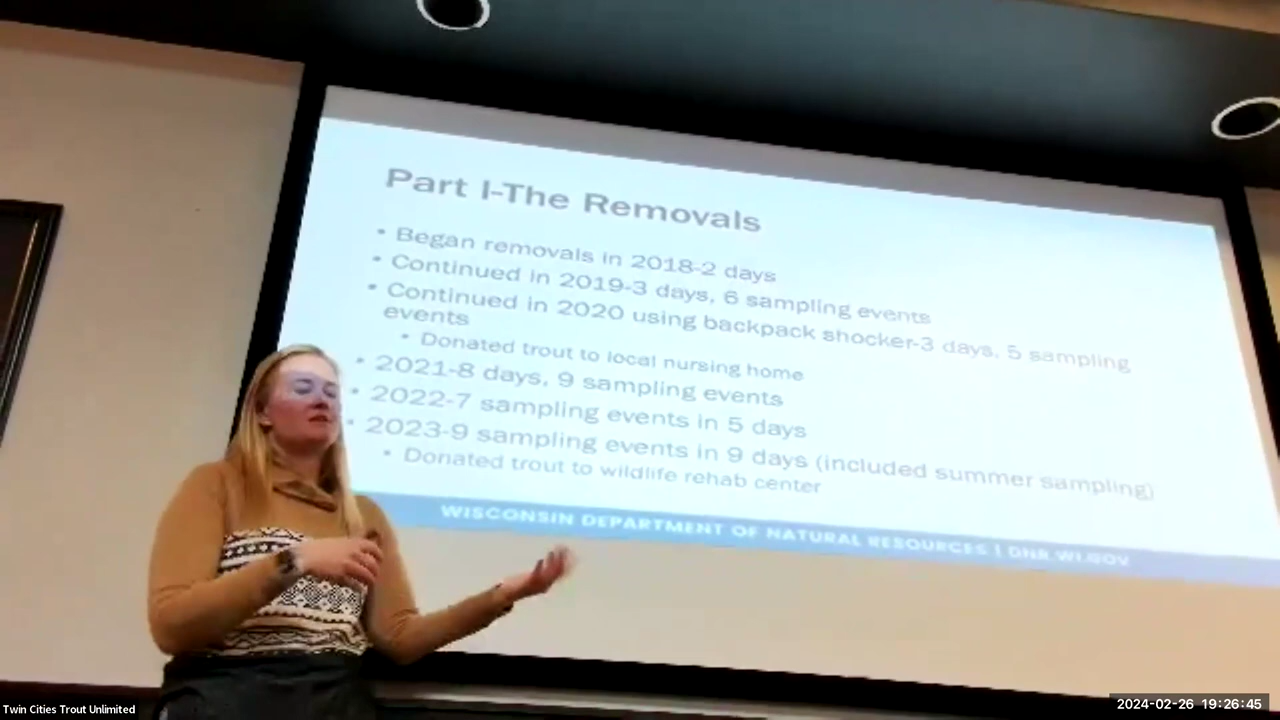 Part I-The Removals
• Began removals in 2018-2 days
• Continued in 2019-3 days, 6 sampling events
• Continued in 2020 using backpack shocker-3 days, 5 sampling
events
• Donated trout to local nursing home
• 2021-8 days, 9 sampling events
• 2022-7 sampling events in 5 days
• 2023-9 sampling events in 9 days (included summer sampling)
• Donated trout to wildlife rehab center
WISCONSIN DEPARTMENT OF NATURAL RESOURCES | DNR.WI.GOV
Twin Cities Trout Unlimited
2024-02-26 19:26:45